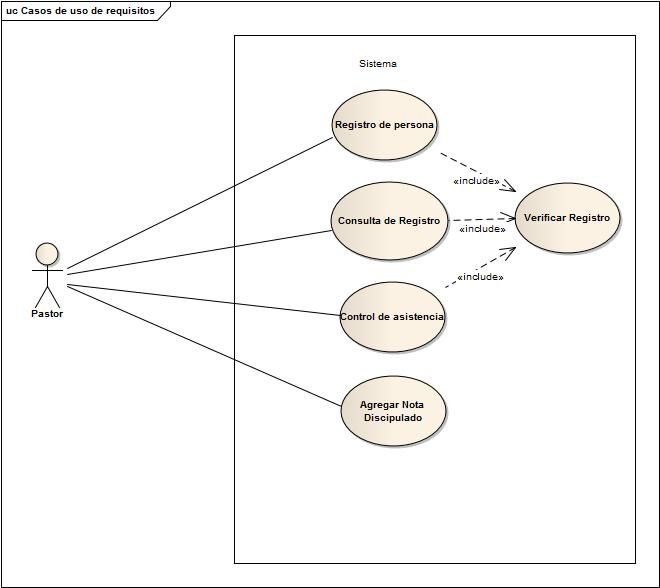 uc Casos de uso de requisitos
Sistema
Registro de persona
«include»
Consulta de Registro
«include»
Verificar Registro
«include»
Pastor
Control de asistencia
Agregar Nota
Discipulado